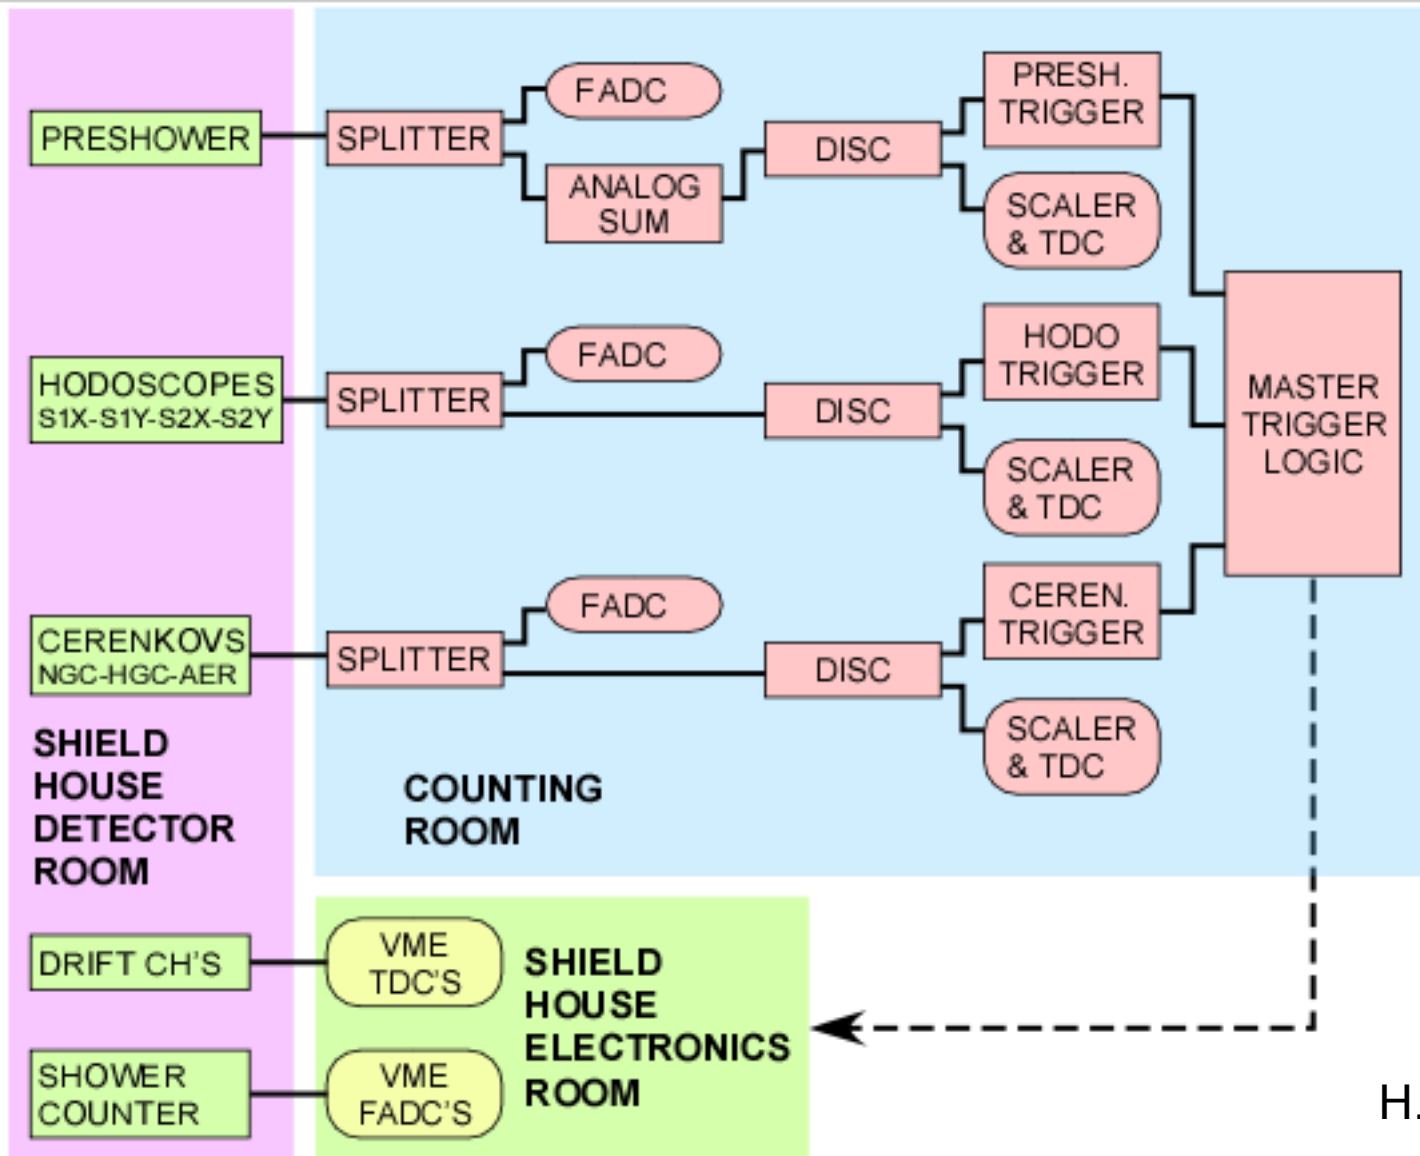 PRESHOWER
SPLITTER
FADC
ANALOG
SUM
DISC
PRESH.
TRIGGER
SCALER
& TDC
HODOSCOPES
S1X-S1Y-S2X-S2Y
SPLITTER
FADC
DISC
HODO
TRIGGER
SCALER
& TDC
MASTER
TRIGGER
LOGIC
CERENKOVS
NGC-HGC-AER
SPLITTER
FADC
DISC
CEREN.
TRIGGER
SCALER
& TDC
SHIELD
HOUSE
DETECTOR
ROOM
COUNTING
ROOM
DRIFT CH'S
VME
TDC'S
SHIELD
HOUSE
ELECTRONICS
ROOM
SHOWER
COUNTER
VME
FADC'S
H.